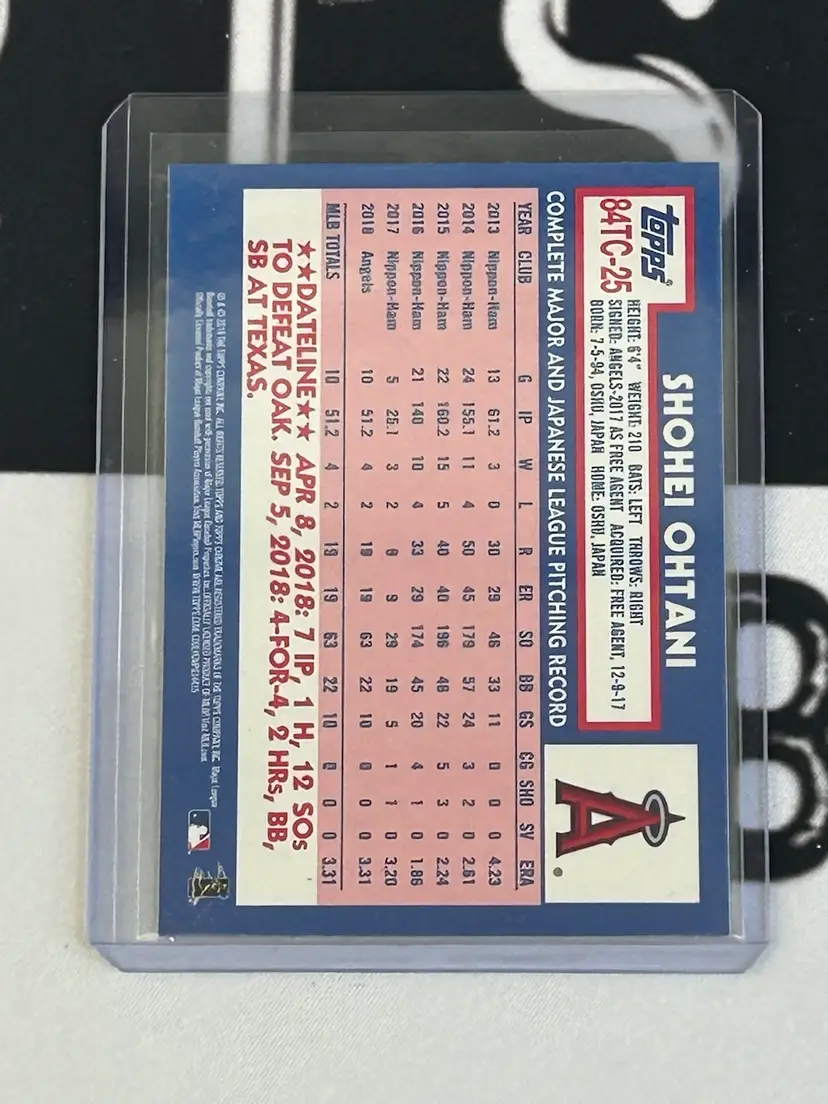 topps
84TC-25
SHOHEI OHTANI
HEIGHT: 6'4" WEIGHT: 210 BATS: LEFT THROWS: RIGHT
SIGNED: ANGELS-2017 AS FREE AGENT ACQUIRED: FREE AGENT, 12-9-17
BORN: 7-5-94, OSHU, JAPAN HOME: OSHU, JAPAN
COMPLETE MAJOR AND JAPANESE LEAGUE PITCHING RECORD
YEAR CLUB G IP W L R ER SO BB GS CG SHO SV ERA
2013 Nippon-Ham 13 61.2 3 0 30 29 46 33 11 0 0 0 4.23
2014 Nippon-Ham 24 155.1 11 4 50 45 179 57 24 3 2 0 2.61
2015 Nippon-Ham 22 160.2 15 5 40 40 196 46 22 5 3 0 2.24
2016 Nippon-Ham 21 140 10 4 33 29 174 45 20 4 1 0 1.86
2017 Nippon-Ham 5 25.1 3 2 9 9 29 19 5 1 1 0 3.20
2018 Angels 10 51.2 4 2 19 19 63 22 10 0 0 0 3.31
MLB TOTALS 10 51.2 4 2 19 19 63 22 10 0 0 0 3.31
★★DATELINE★★ APR 8, 2018: 7 IP, 1 H, 12 SOs
TO DEFEAT OAK. SEP 5, 2018: 4-FOR-4, 2 HRs, BB,
SB AT TEXAS.